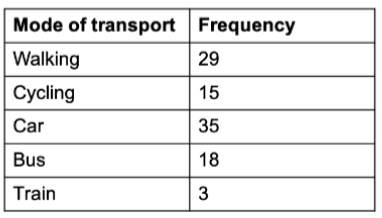 Mode of transport Frequency
Walking 29
Cycling 15
Car 35
Bus 18
Train 3